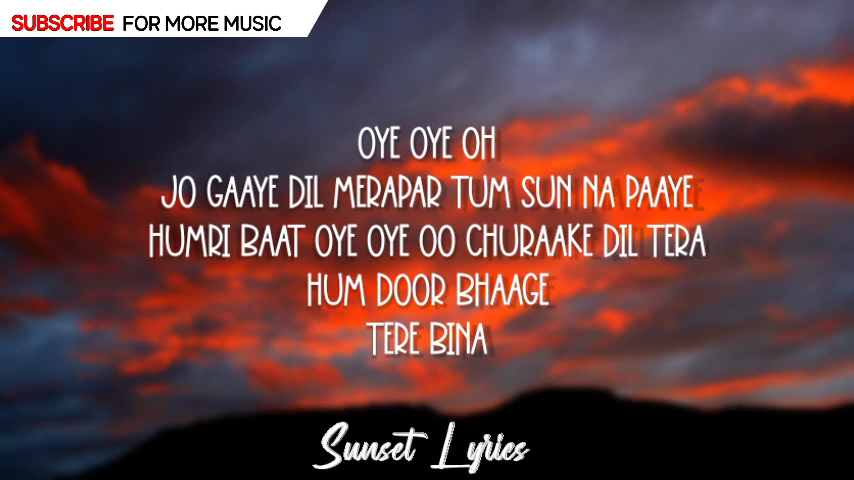 SUBSCRIBE FOR MORE MUSIC
OYE OYE OH
JO GAAYE DIL MERAPAR TUM SUN NA PAAYE
HUMRI BAAT OYE OYE OO CHURAAKE DIL TERA
HUM DOOR BHAAGE
TERE BINA
Sunset Lyrics